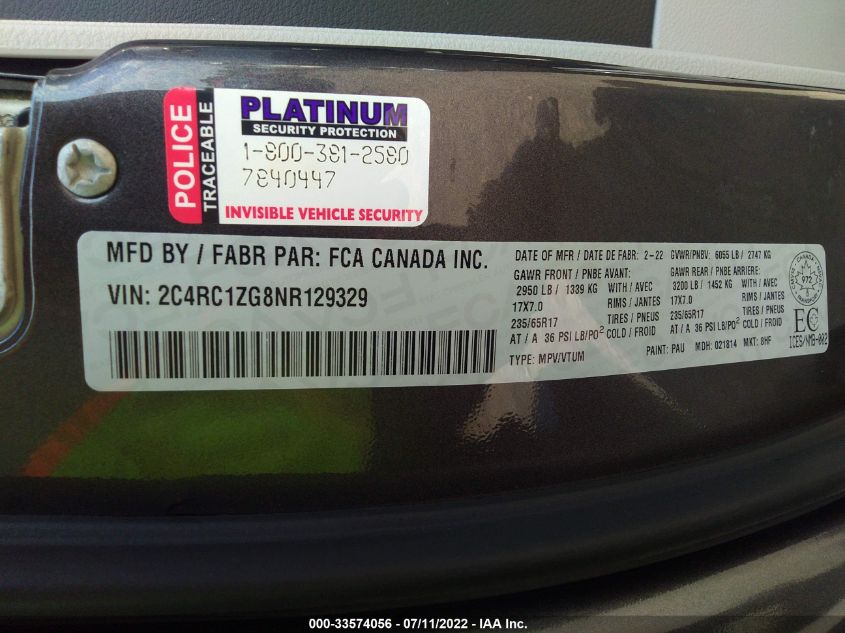 POLICE
TRACEABLE
PLATINUM
SECURITY PROTECTION
1-800-381-2580
7840447
INVISIBLE VEHICLE SECURITY
MFD BY / FABR PAR: FCA CANADA INC.
VIN: 2C4RC1ZG8NR129329
DATE OF MFR / DATE DE FABR: 2-22 GVWR/PNBV: 6055 LB / 2747 KG
GAWR FRONT / PNBE AVANT: GAWR REAR / PNBE ARRIERE:
2950 LB / 1339 KG WITH / AVEC 3200 LB / 1452 KG WITH / AVEC
17X7.0 RIMS / JANTES 17X7.0 RIMS / JANTES
235/65R17 TIRES / PNEUS 235/65R17 TIRES / PNEUS
AT / A 36 PSI LB/PO² COLD / FROID AT / A 36 PSI LB/PO² COLD / FROID
TYPE: MPV/VTUM PAINT: PAU MDH: 021814 MKT: 8HF
CANADA
972
EC
ICES/NMB-002
000-33574056 - 07/11/2022 - IAA Inc.